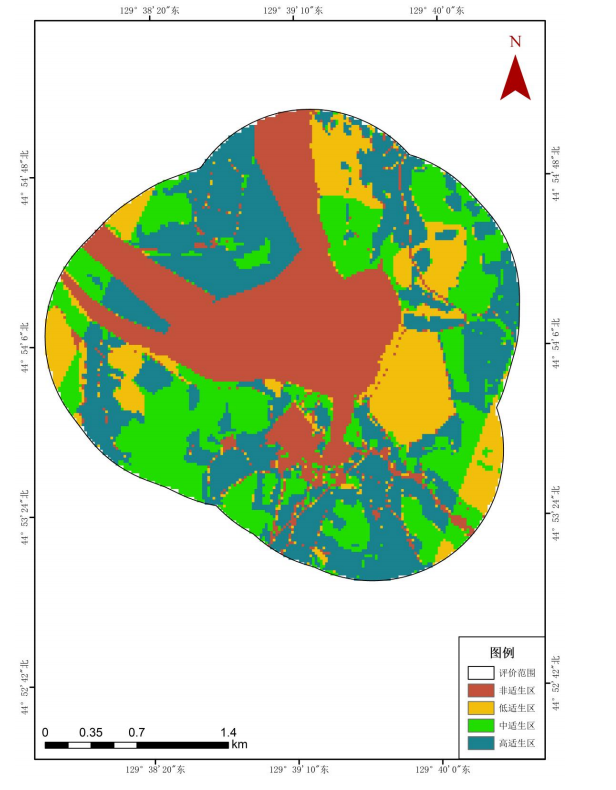 129° 38′20″东
129° 39′10″东
129° 40′0″东
N
44° 54′48″北
44° 54′48″北
44° 54′6″北
44° 54′6″北
44° 53′24″北
44° 53′24″北
44° 52′42″北
44° 52′42″北
图例
评价范围
非适生区
低适生区
中适生区
高适生区
0 0.35 0.7 1.4
km
129° 38′20″东
129° 39′10″东
129° 40′0″东